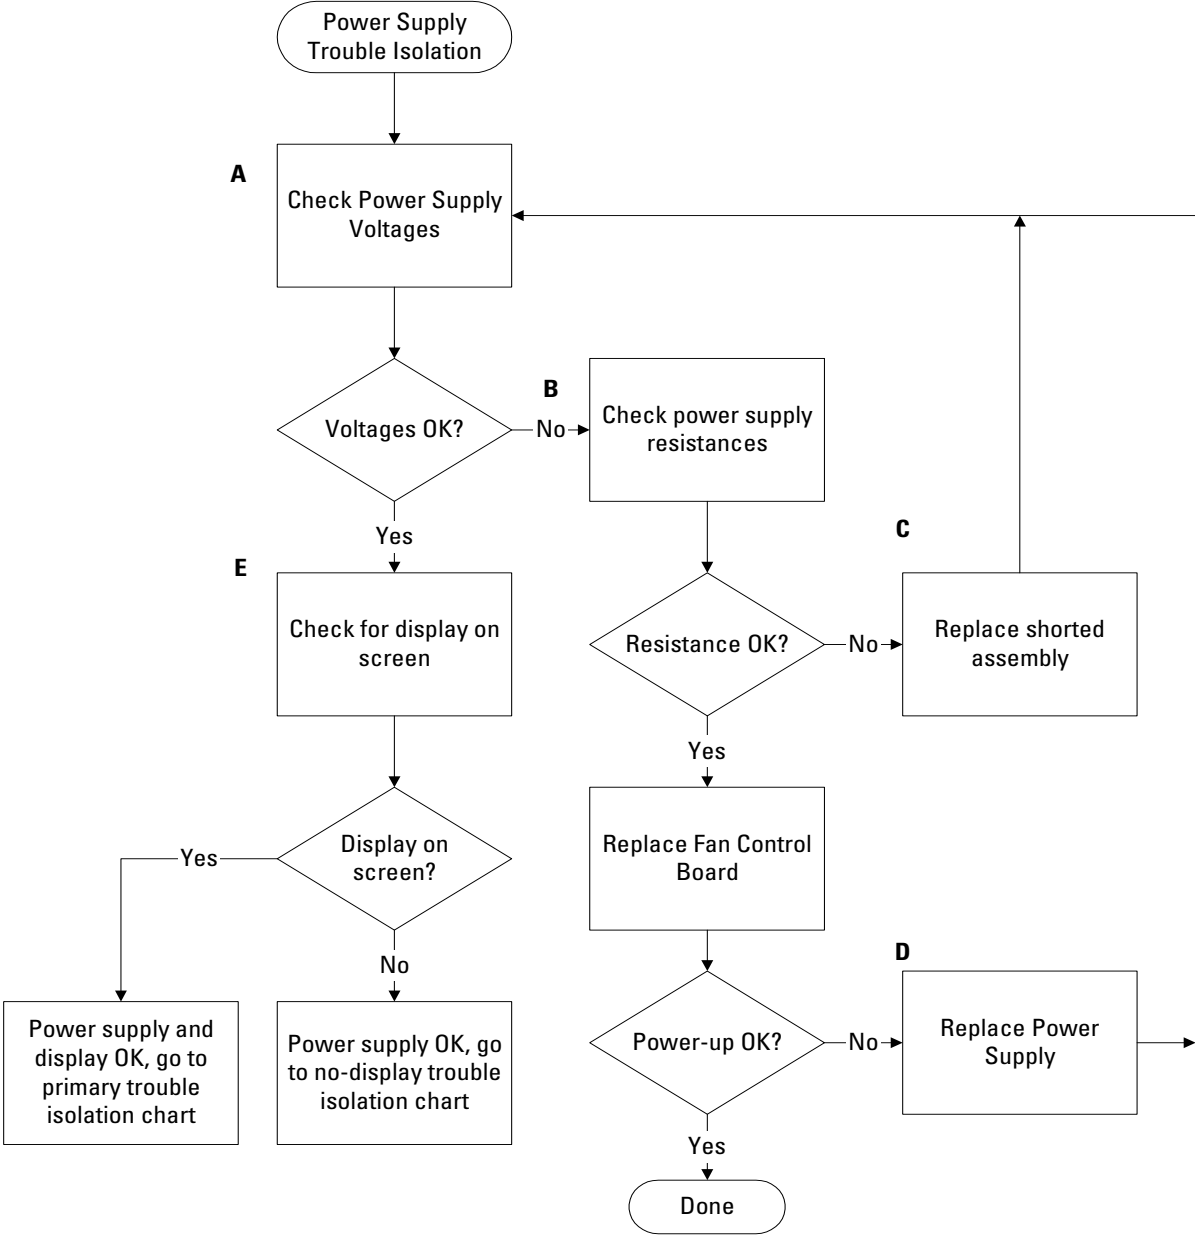 Power Supply
Trouble Isolation
A
Check Power Supply
Voltages
Voltages OK?
No
B
Check power supply
resistances
Yes
E
Check for display on
screen
Resistance OK?
No
C
Replace shorted
assembly
Yes
Replace Fan Control
Board
Display on
screen?
Yes
No
Power supply and
display OK, go to
primary trouble
isolation chart
Power supply OK, go
to no-display trouble
isolation chart
Power-up OK?
No
D
Replace Power
Supply
Yes
Done